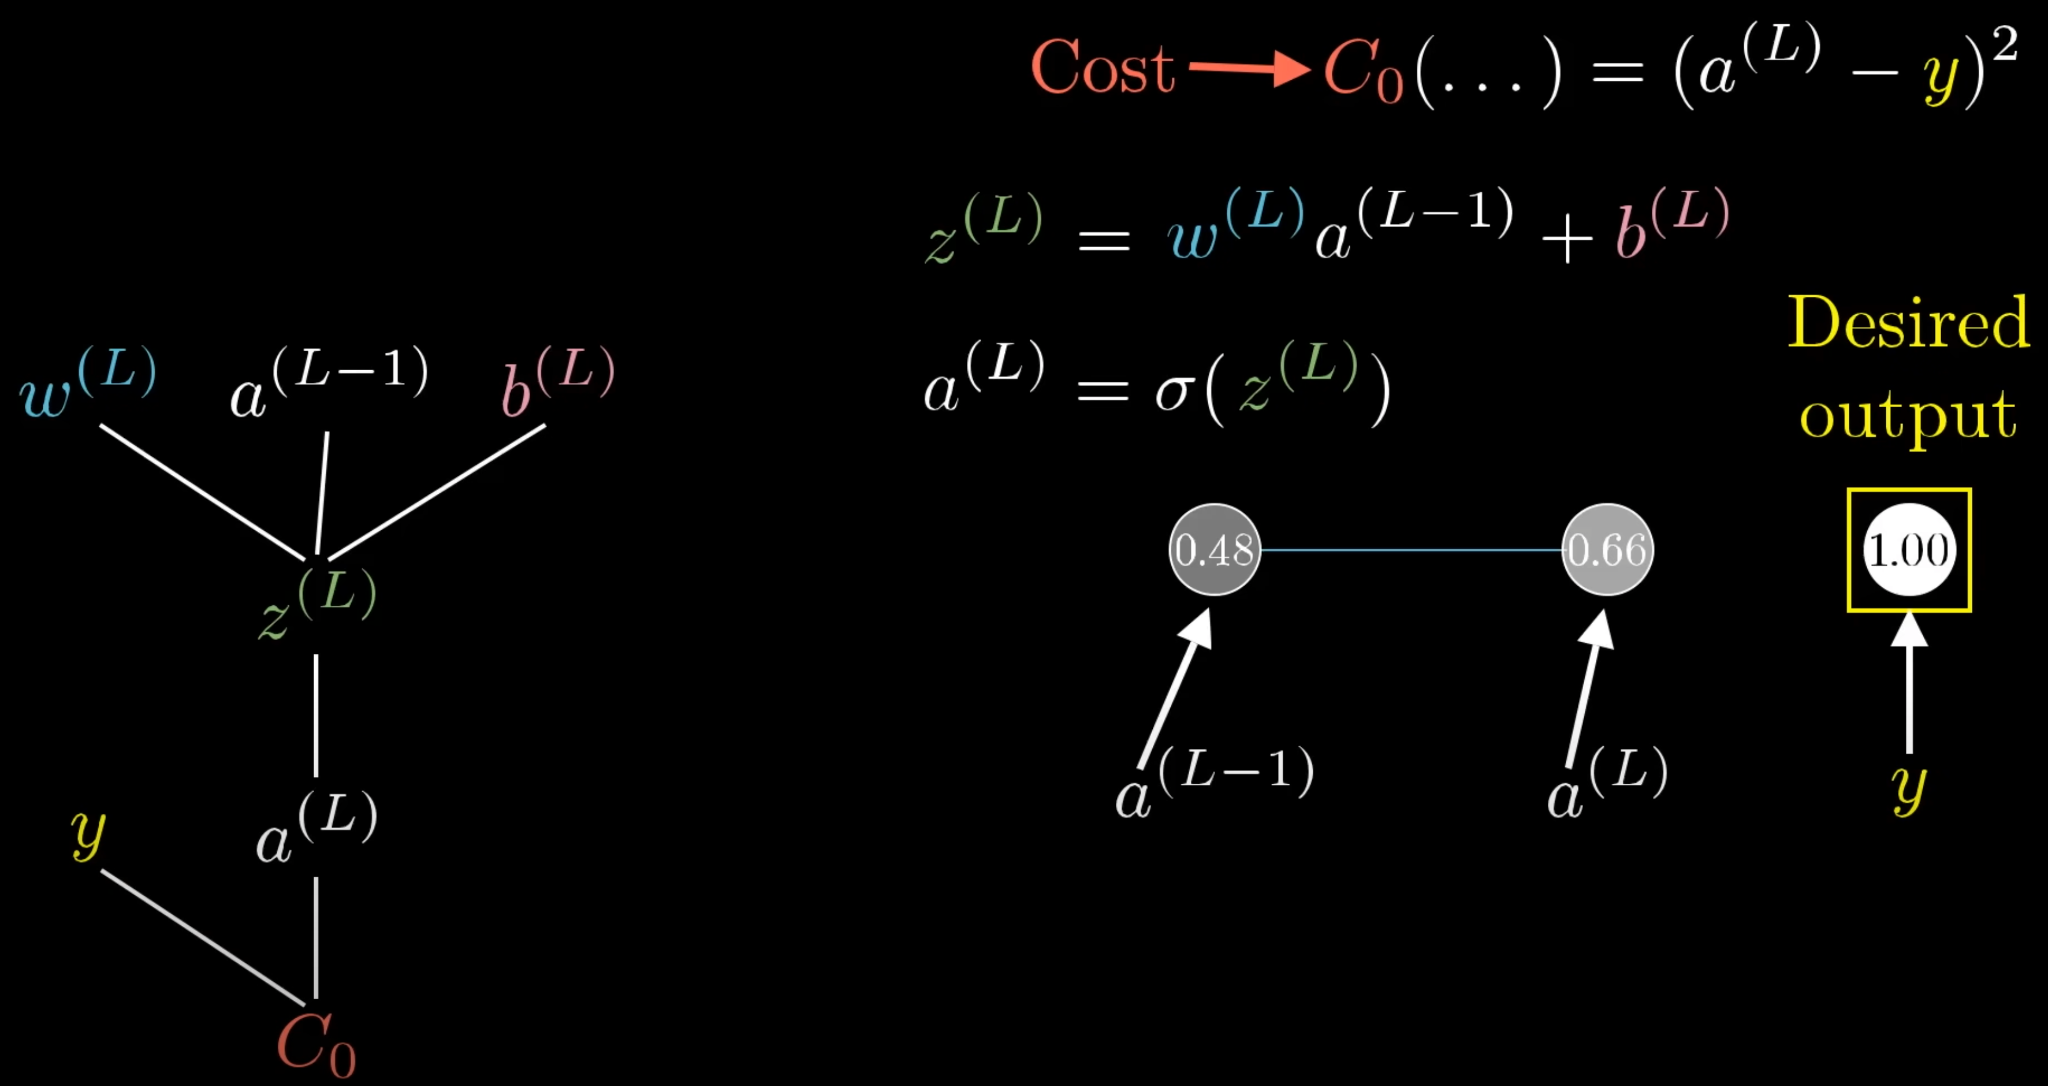 Cost → C₀(...) = (a⁽ᴸ⁾ − y)²
z⁽ᴸ⁾ = w⁽ᴸ⁾a⁽ᴸ⁻¹⁾ + b⁽ᴸ⁾
a⁽ᴸ⁾ = σ(z⁽ᴸ⁾)
Desired
output
0.48 0.66 1.00
a⁽ᴸ⁻¹⁾ a⁽ᴸ⁾ y
w⁽ᴸ⁾ a⁽ᴸ⁻¹⁾ b⁽ᴸ⁾
z⁽ᴸ⁾
y a⁽ᴸ⁾
C₀